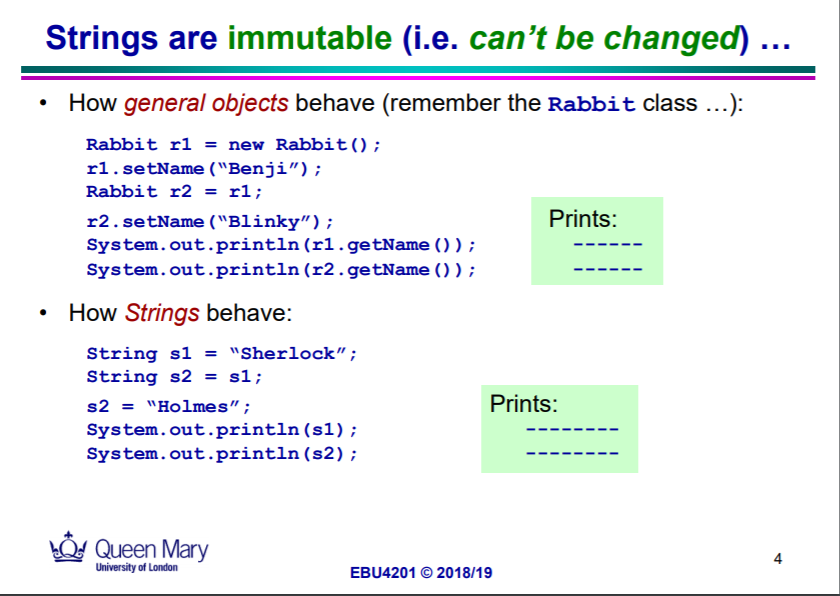 Strings are immutable (i.e. can’t be changed) …
• How general objects behave (remember the Rabbit class …):
Rabbit r1 = new Rabbit();
r1.setName(“Benji”);
Rabbit r2 = r1;
r2.setName(“Blinky”);
System.out.println(r1.getName());
System.out.println(r2.getName());
Prints:
------
------
• How Strings behave:
String s1 = “Sherlock”;
String s2 = s1;
s2 = “Holmes”;
System.out.println(s1);
System.out.println(s2);
Prints:
--------
--------
Queen Mary
University of London
EBU4201 © 2018/19
4